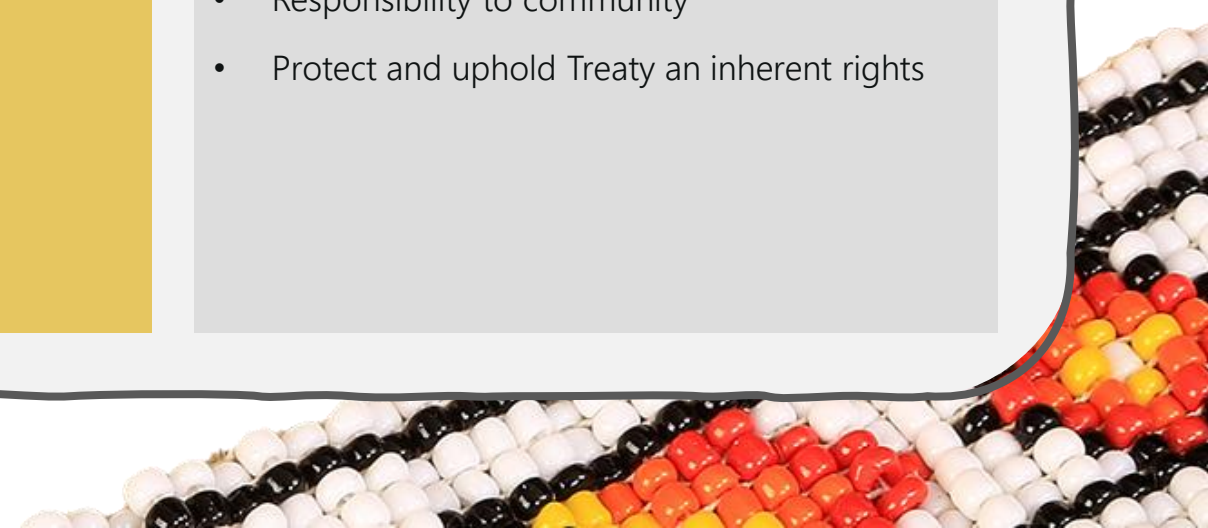 • Responsibility to community
• Protect and uphold Treaty an inherent rights